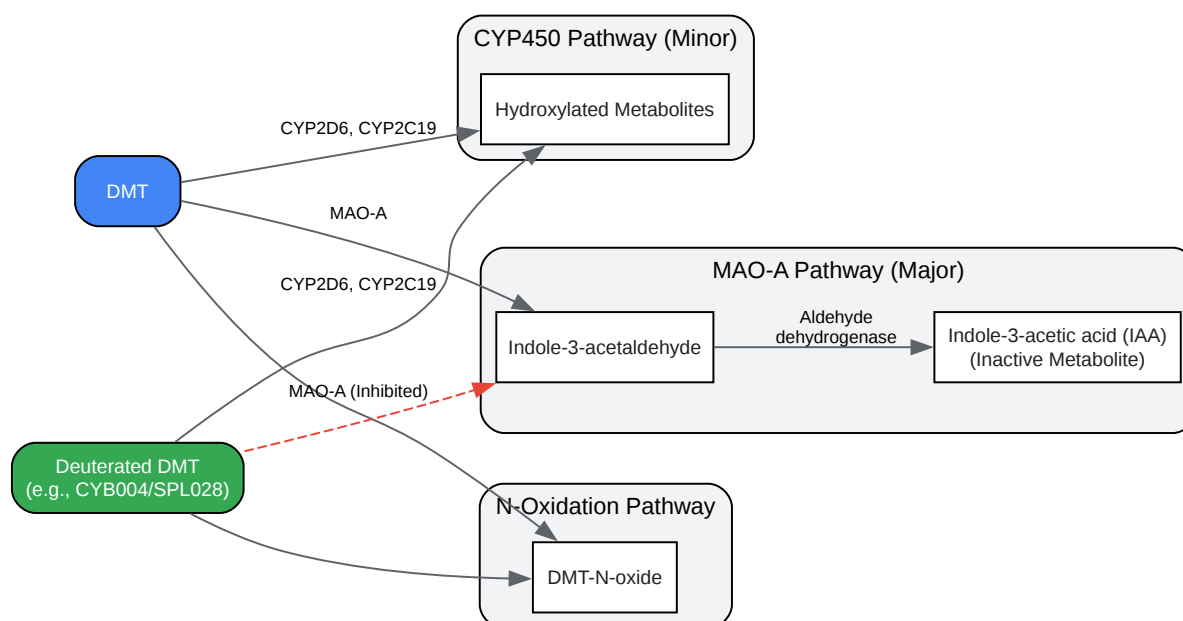 CYP450 Pathway (Minor)
Hydroxylated Metabolites
CYP2D6, CYP2C19
DMT
MAO-A
MAO-A Pathway (Major)
CYP2D6, CYP2C19
Aldehyde
dehydrogenase
Indole-3-acetaldehyde
Indole-3-acetic acid (IAA)
(Inactive Metabolite)
MAO-A (Inhibited)
Deuterated DMT
(e.g., CYB004/SPL028)
N-Oxidation Pathway
DMT-N-oxide